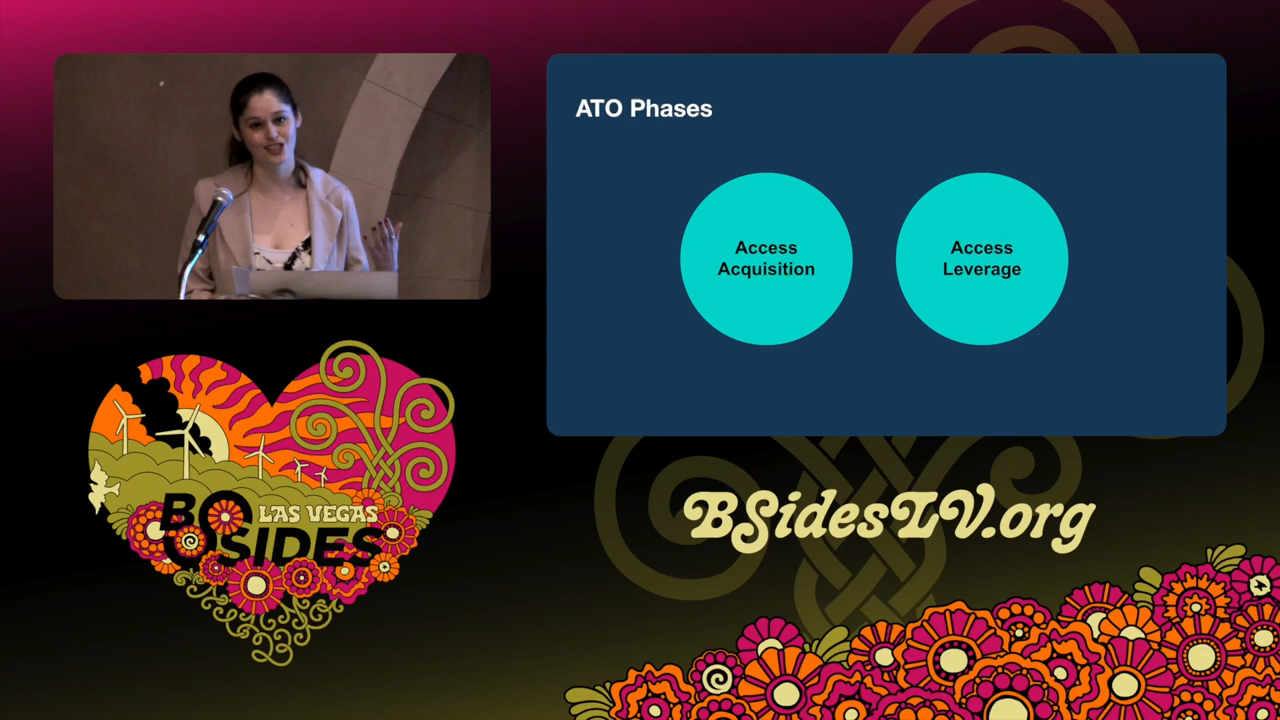 ATO Phases
Access
Acquisition
Access
Leverage
BSidesLV.org
LAS VEGAS
BSIDES